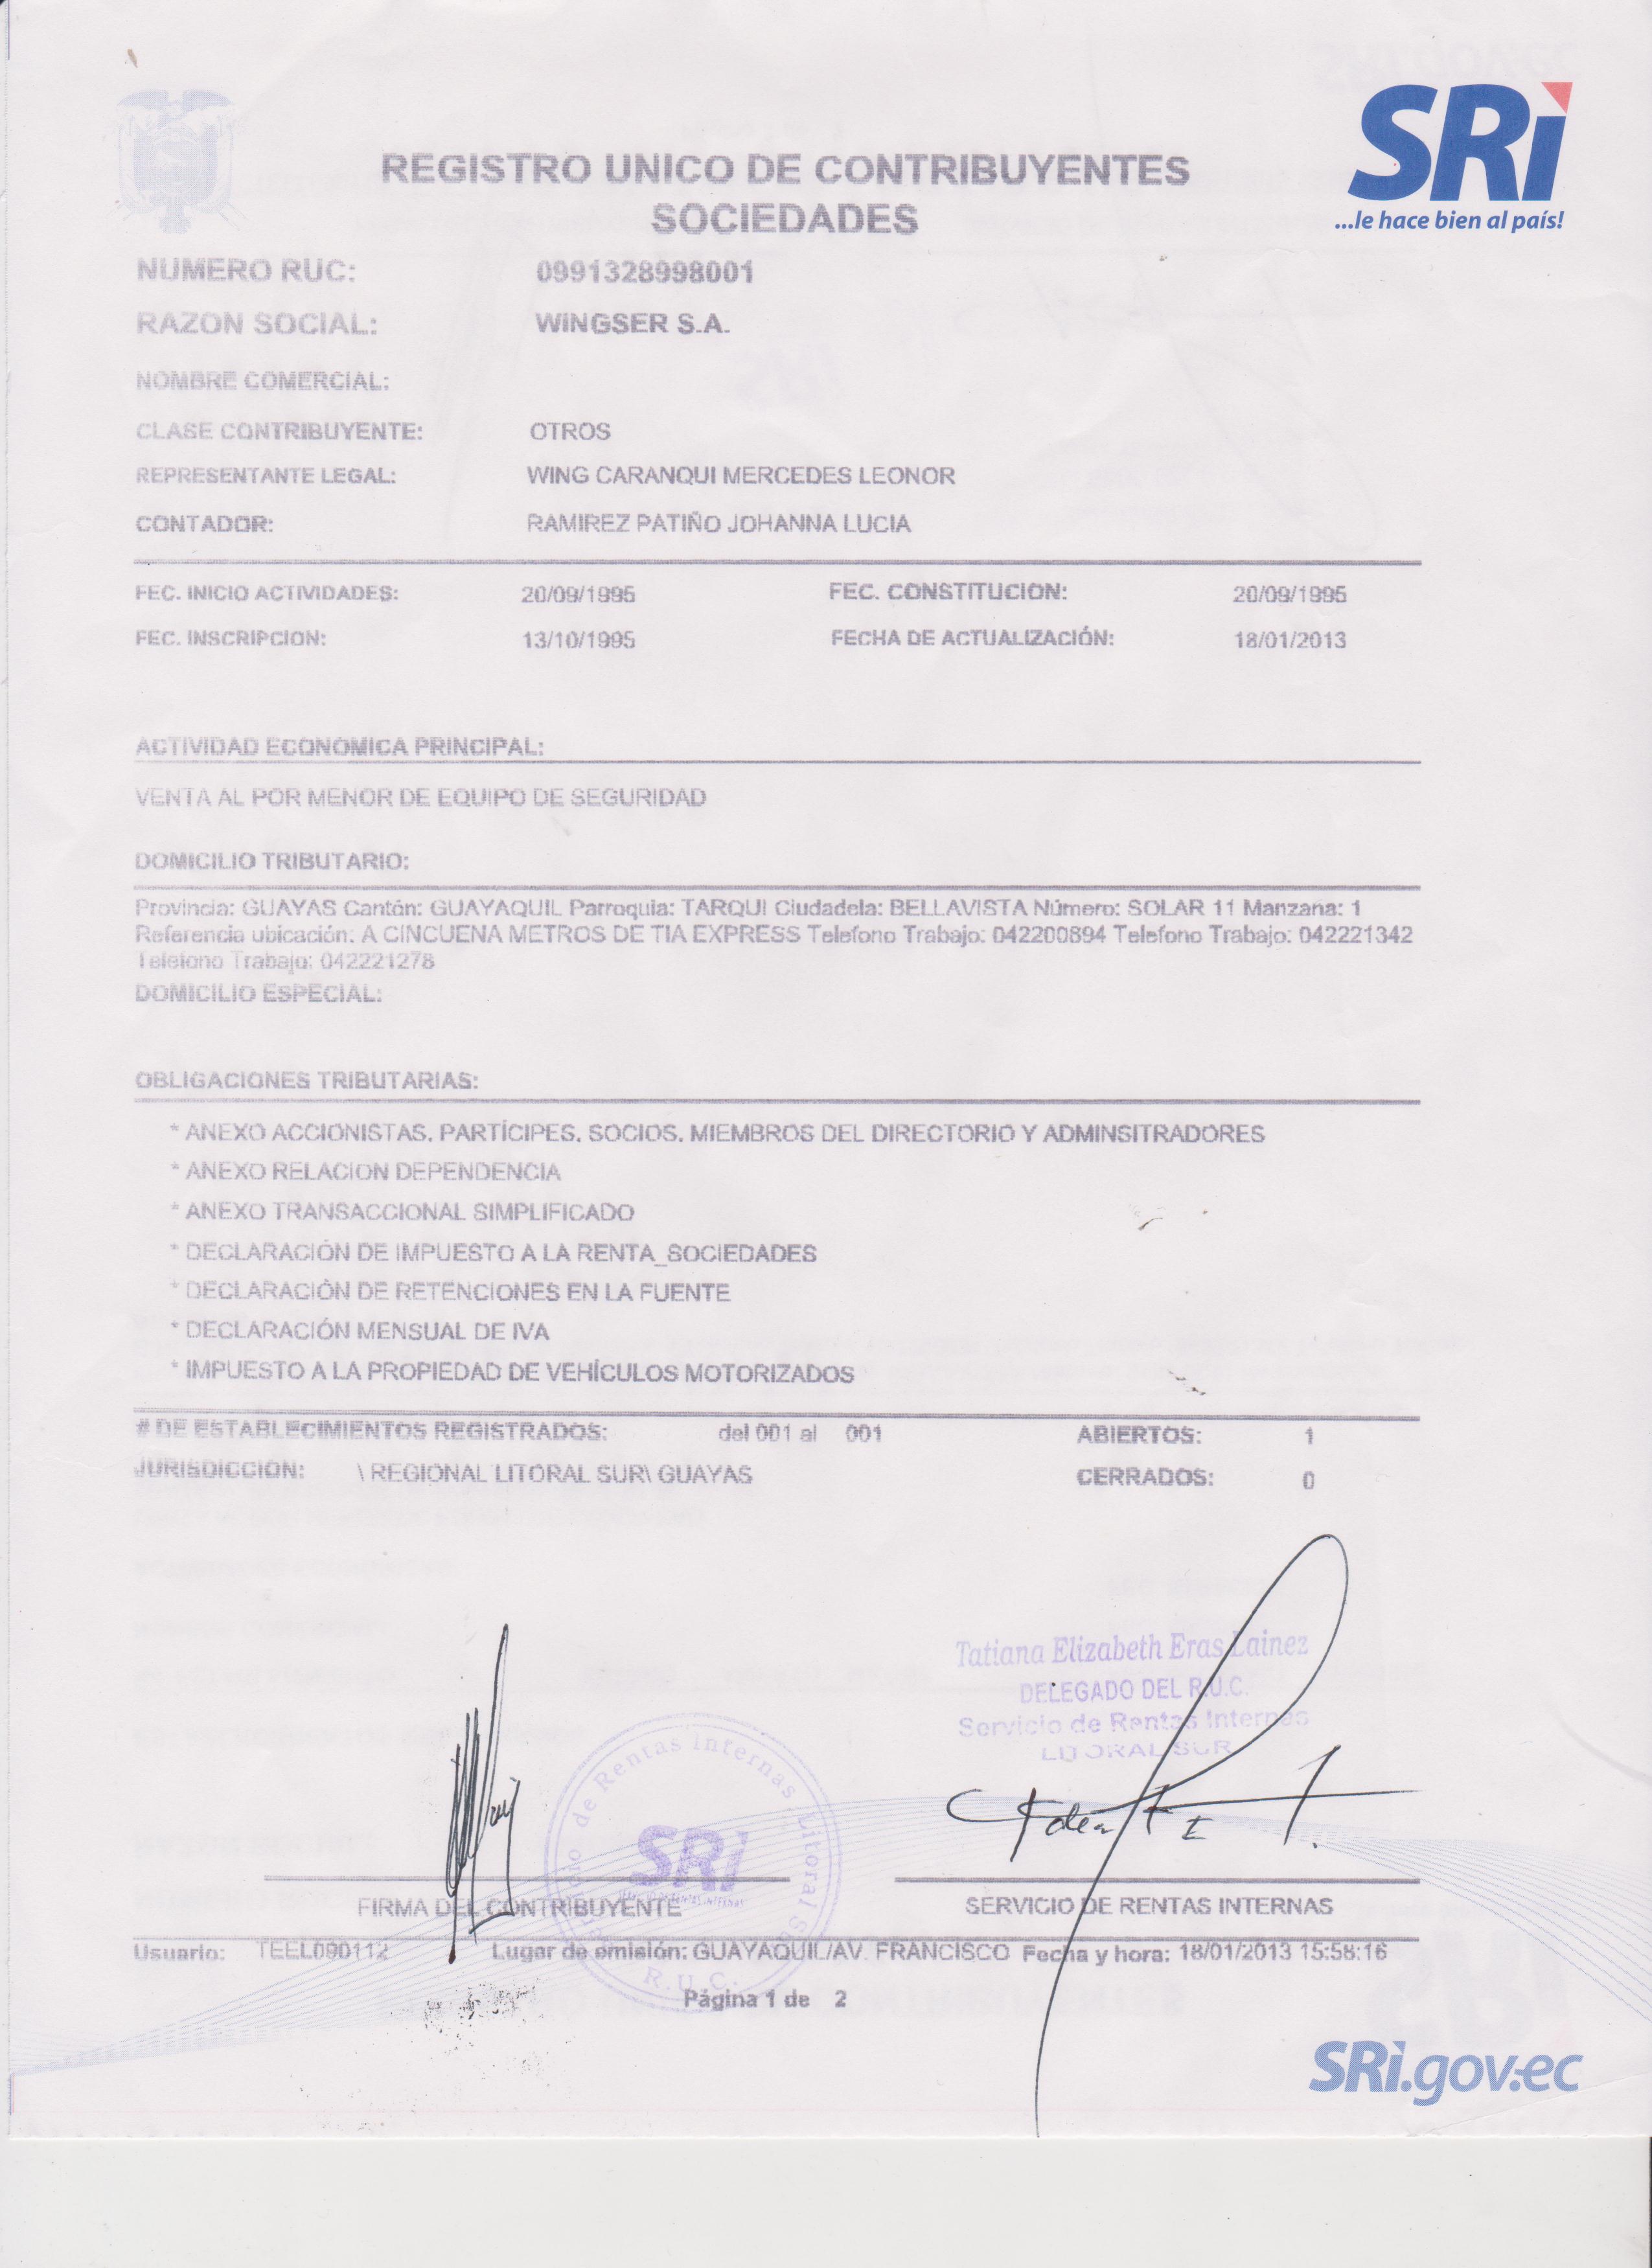 SRi
...le hace bien al país!
REGISTRO UNICO DE CONTRIBUYENTES
SOCIEDADES
NUMERO RUC: 0991328998001
RAZON SOCIAL: WINGSER S.A.
NOMBRE COMERCIAL:
CLASE CONTRIBUYENTE: OTROS
REPRESENTANTE LEGAL: WING CARANQUI MERCEDES LEONOR
CONTADOR: RAMIREZ PATIÑO JOHANNA LUCIA
FEC. INICIO ACTIVIDADES: 20/09/1995 FEC. CONSTITUCION: 20/09/1995
FEC. INSCRIPCION: 13/10/1995 FECHA DE ACTUALIZACIÓN: 18/01/2013
ACTIVIDAD ECONOMICA PRINCIPAL:
VENTA AL POR MENOR DE EQUIPO DE SEGURIDAD
DOMICILIO TRIBUTARIO:
Provincia: GUAYAS Cantón: GUAYAQUIL Parroquia: TARQUI Ciudadela: BELLAVISTA Número: SOLAR 11 Manzana: 1
Referencia ubicación: A CINCUENA METROS DE TIA EXPRESS Telefono Trabajo: 042200894 Telefono Trabajo: 042221342
Telefono Trabajo: 042221278
DOMICILIO ESPECIAL:
OBLIGACIONES TRIBUTARIAS:
* ANEXO ACCIONISTAS, PARTÍCIPES, SOCIOS, MIEMBROS DEL DIRECTORIO Y ADMINSITRADORES
* ANEXO RELACION DEPENDENCIA
* ANEXO TRANSACCIONAL SIMPLIFICADO
* DECLARACIÓN DE IMPUESTO A LA RENTA_SOCIEDADES
* DECLARACIÓN DE RETENCIONES EN LA FUENTE
* DECLARACIÓN MENSUAL DE IVA
* IMPUESTO A LA PROPIEDAD DE VEHÍCULOS MOTORIZADOS
# DE ESTABLECIMIENTOS REGISTRADOS: del 001 al 001 ABIERTOS: 1
JURISDICCION: \ REGIONAL LITORAL SUR\ GUAYAS CERRADOS: 0
Tatiana Elizabeth Eras Lainez
DELEGADO DEL R.U.C.
Servicio de Rentas Internas
LITORAL SUR
Servicio de Rentas Internas Litoral Sur
SRi
SERVICIO DE RENTAS INTERNAS
R.U.C.
FIRMA DEL CONTRIBUYENTE SERVICIO DE RENTAS INTERNAS
Usuario: TEEL090112 Lugar de emisión: GUAYAQUIL/AV. FRANCISCO Fecha y hora: 18/01/2013 15:58:16
Página 1 de 2
SRi.gov.ec